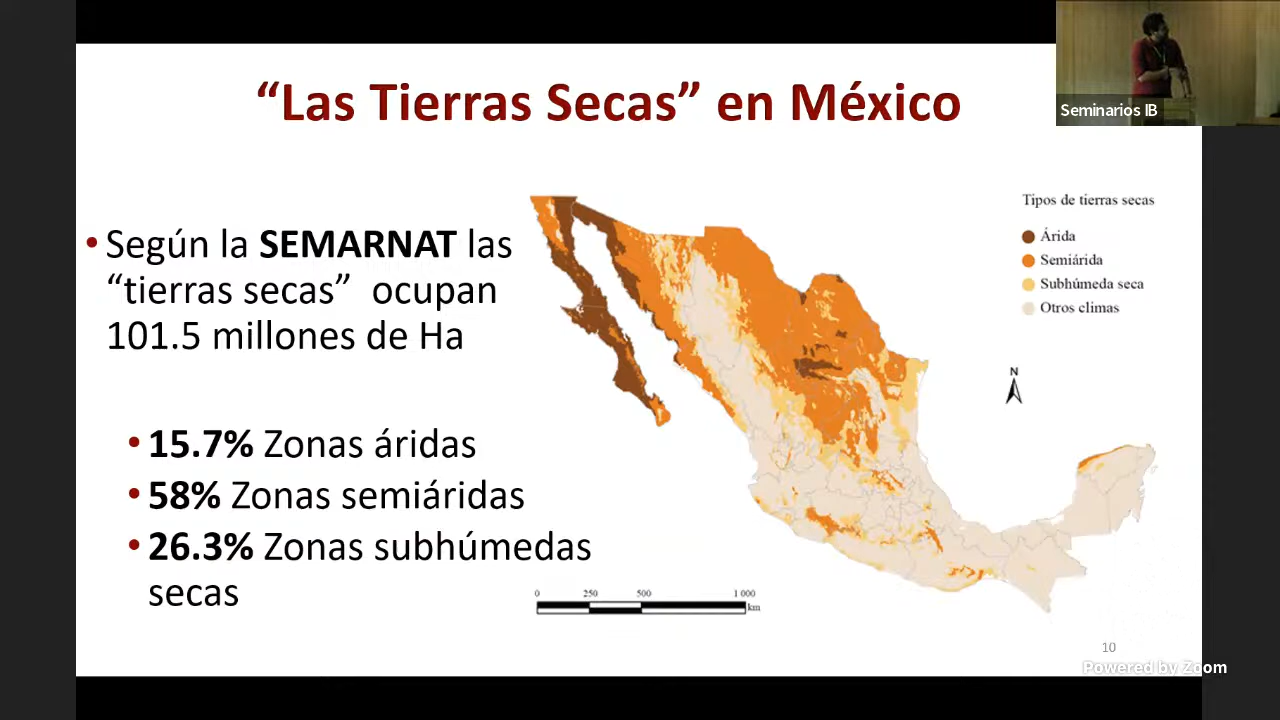 “Las Tierras Secas” en México
Seminarios IB
• Según la SEMARNAT las
“tierras secas” ocupan
101.5 millones de Ha
• 15.7% Zonas áridas
• 58% Zonas semiáridas
• 26.3% Zonas subhúmedas
secas
Tipos de tierras secas
Árida
Semiárida
Subhúmeda seca
Otros climas
N
0 250 500 1 000
km
10
Powered by Zoom